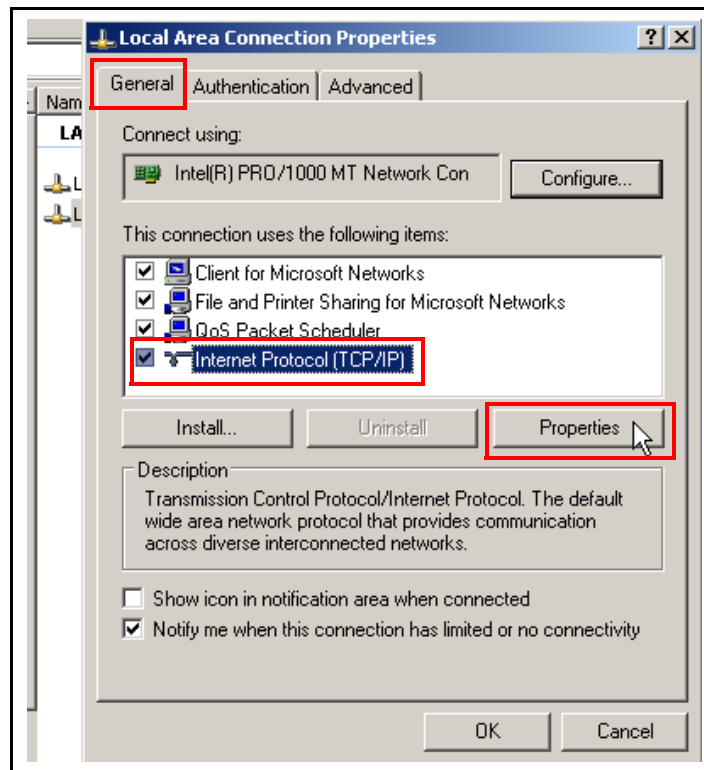 Local Area Connection Properties
General Authentication Advanced
Nam
LA
Connect using:
Intel(R) PRO/1000 MT Network Con
Configure...
L
L
This connection uses the following items:
Client for Microsoft Networks
File and Printer Sharing for Microsoft Networks
QoS Packet Scheduler
Internet Protocol (TCP/IP)
Install... Uninstall Properties
Description
Transmission Control Protocol/Internet Protocol. The default
wide area network protocol that provides communication
across diverse interconnected networks.
Show icon in notification area when connected
Notify me when this connection has limited or no connectivity
OK Cancel